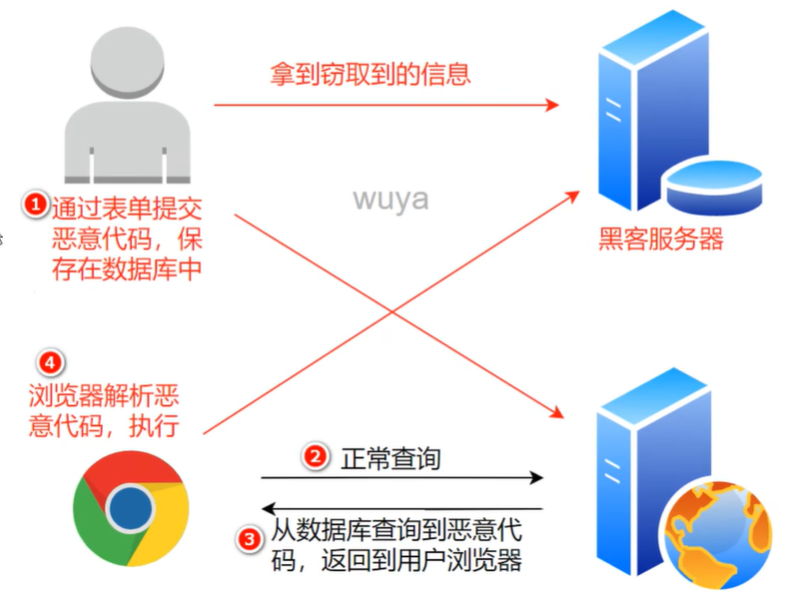 拿到窃取到的信息
wuya
1
通过表单提交
恶意代码，保
存在数据库中
黑客服务器
4
浏览器解析恶
意代码，执行
2
正常查询
3
从数据库查询到恶意代
码，返回到用户浏览器